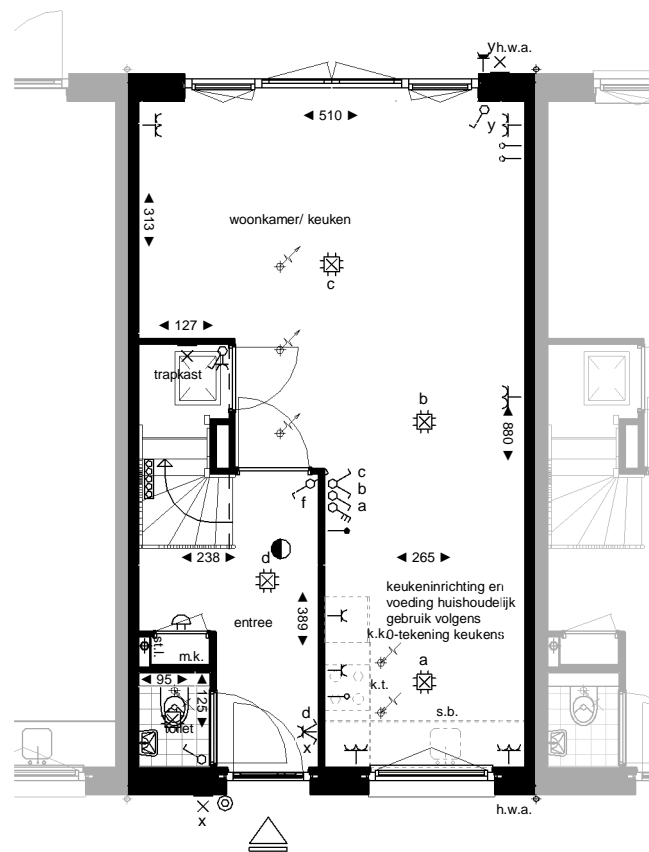 y h.w.a.
510
y
313
woonkamer/ keuken
c
127
trapkast
b
880
c
b
a
f
d
238
265
keukeninrichting en
voeding huishoudelijk
gebruik volgens
0-tekening keukens
389
entree
st.l.
m.k.
k.k.
95
125
k.t.
a
toilet
d
x
s.b.
x
h.w.a.